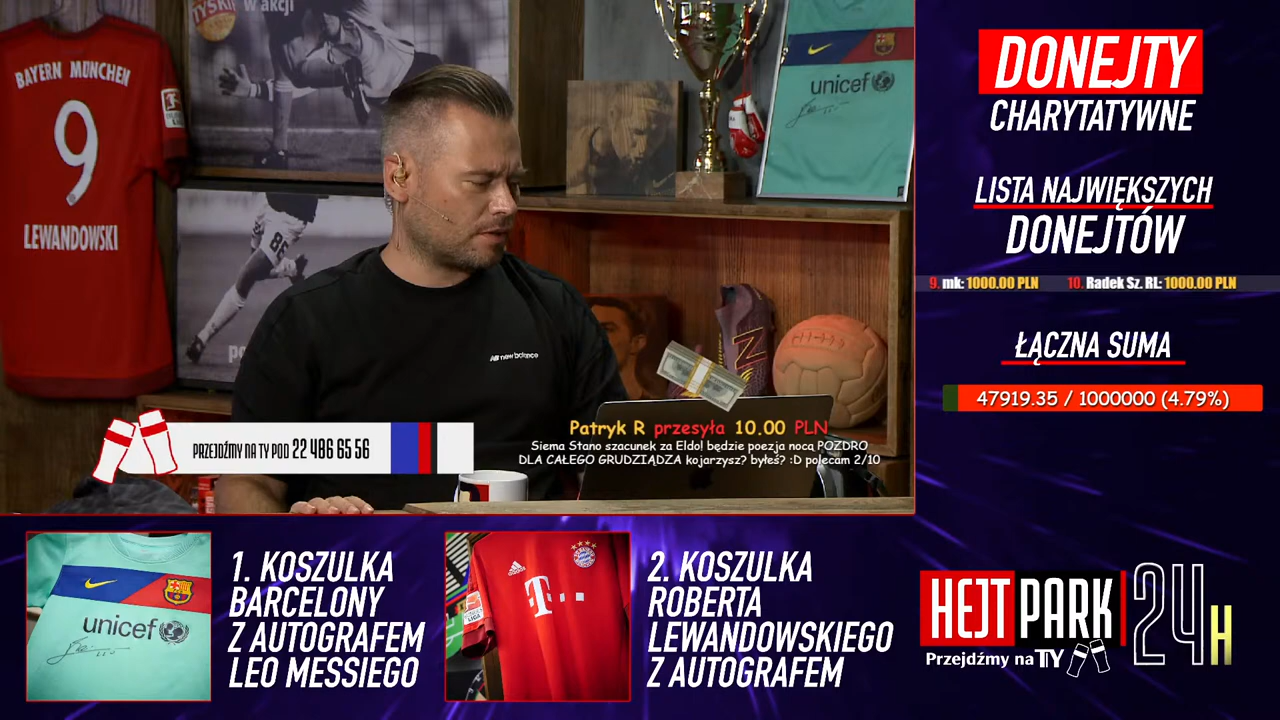 TYSKIE
w akcji
BAYERN MÜNCHEN
9
LEWANDOWSKI
86
unicef
new balance
PRZEJDŹMY NA TY POD 22 486 65 56
Patryk R przesyła 10.00 PLN
Siema Stano szacunek za Eldo! będzie poezja nocą POZDRO
DLA CAŁEGO GRUDZIĄDZA kojarzysz? byłeś? :D polecam 2/10
DONEJTY
CHARYTATYWNE
LISTA NAJWIĘKSZYCH
DONEJTÓW
9. mk: 1000.00 PLN 10. Radek Sz. RL: 1000.00 PLN
ŁĄCZNA SUMA
47919.35 / 1000000 (4.79%)
unicef
1. KOSZULKA
BARCELONY
Z AUTOGRAFEM
LEO MESSIEGO
T
2. KOSZULKA
ROBERTA
LEWANDOWSKIEGO
Z AUTOGRAFEM
HEJT PARK 24H
Przejdźmy na TY